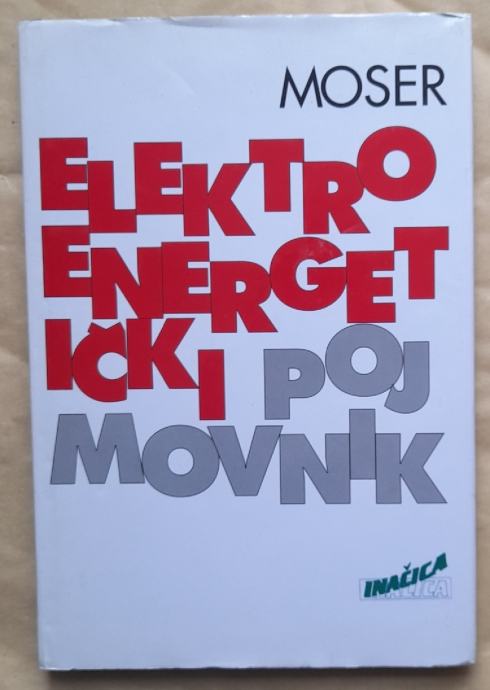 MOSER
ELEKTRO
ENERGET
IČKI POJ
MOVNIK
INAČICA